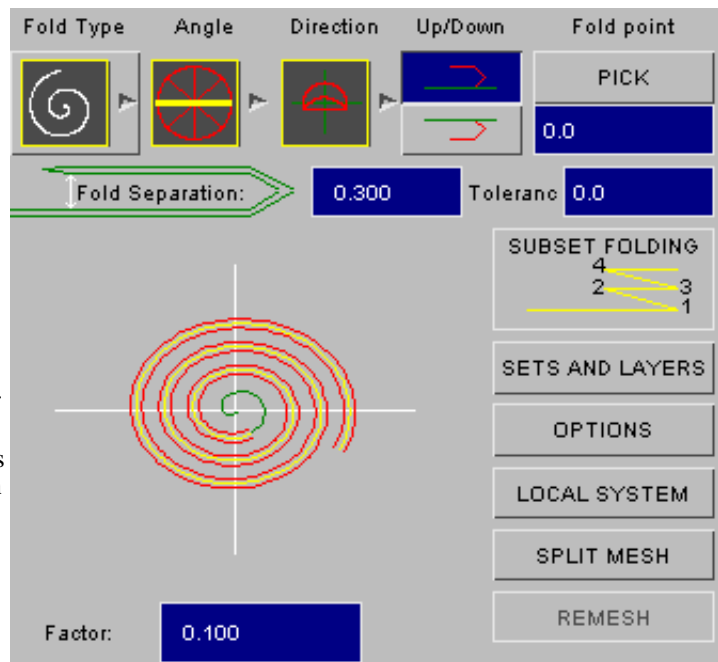 Fold Type Angle Direction Up/Down Fold point
PICK
0.0
Fold Separation: 0.300 Toleranc 0.0
SUBSET FOLDING
4
2 3
1
SETS AND LAYERS
OPTIONS
LOCAL SYSTEM
SPLIT MESH
Factor: 0.100 REMESH